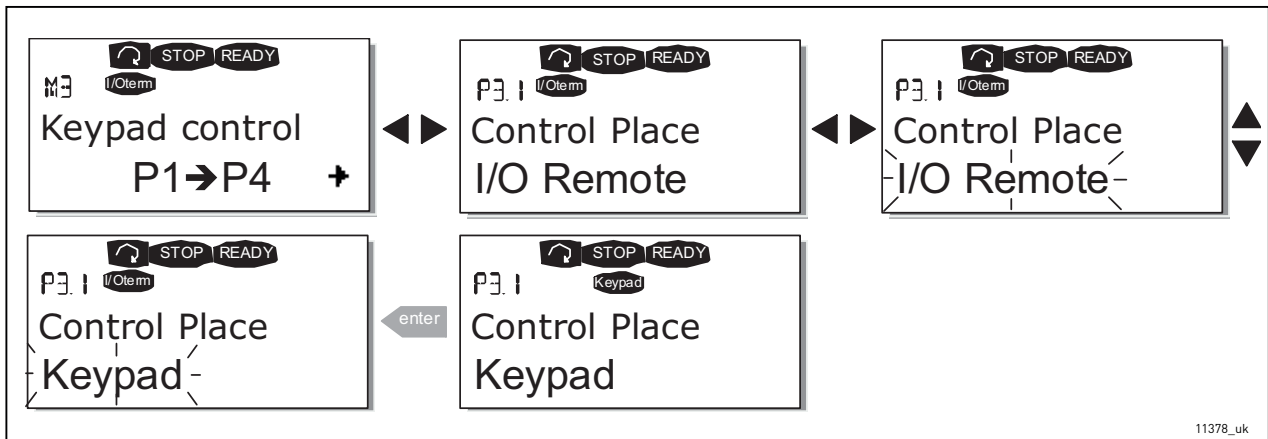 STOP READY
M3 I/Oterm
Keypad control
P1➔P4
STOP READY
P3.1 I/Oterm
Control Place
I/O Remote
STOP READY
P3.1 I/Oterm
Control Place
I/O Remote
STOP READY
P3.1 I/Oterm
Control Place
Keypad
enter
STOP READY
P3.1 Keypad
Control Place
Keypad
11378_uk